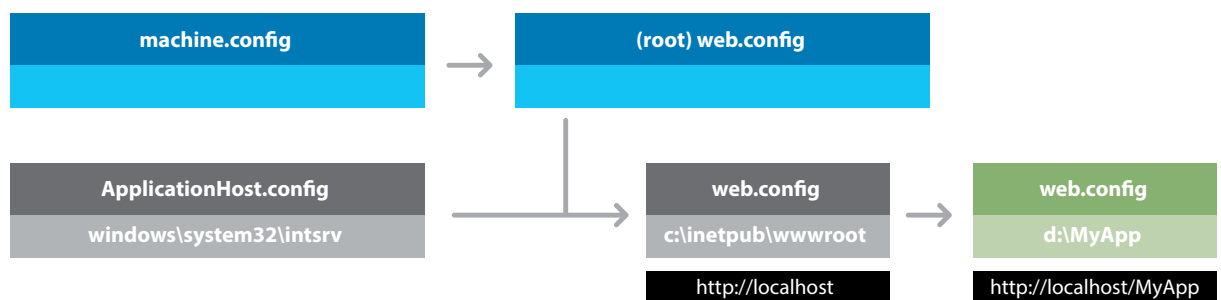 machine.config
(root) web.config
ApplicationHost.config
windows\system32\intsrv
web.config
c:\inetpub\wwwroot
http://localhost
web.config
d:\MyApp
http://localhost/MyApp